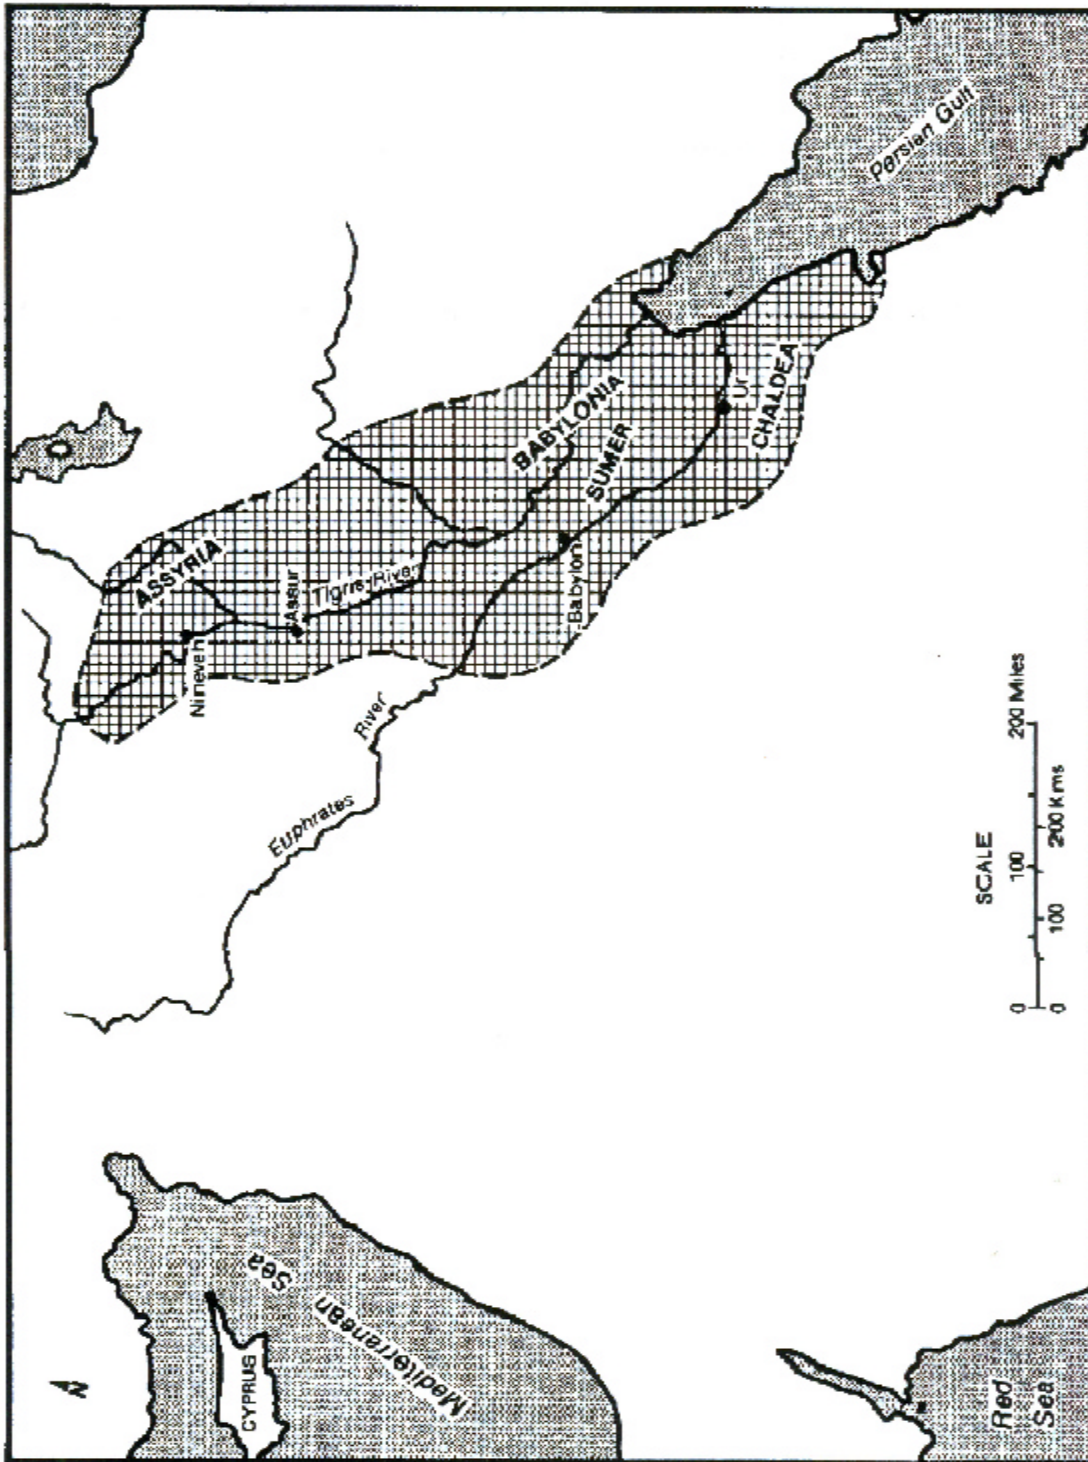 N
CYPRUS
Mediterranean
Sea
Red
Sea
Euphrates
River
Nineveh
ASSYRIA
Assur
Tigris River
Babylon
BABYLONIA
SUMER
Ur
CHALDEA
Persian Gulf
SCALE
0 100 200 Miles
0 100 200 Kms